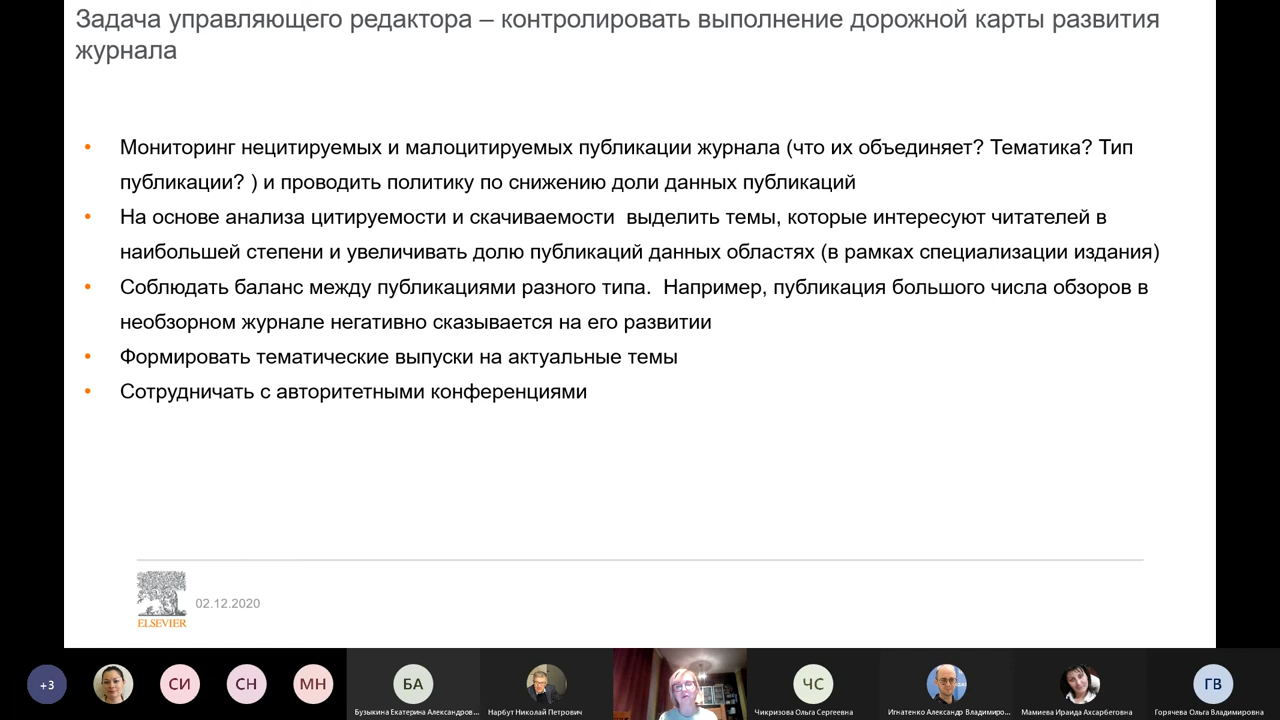 Задача управляющего редактора – контролировать выполнение дорожной карты развития
журнала
• Мониторинг нецитируемых и малоцитируемых публикации журнала (что их объединяет? Тематика? Тип
публикации? ) и проводить политику по снижению доли данных публикаций
• На основе анализа цитируемости и скачиваемости  выделить темы, которые интересуют читателей в
наибольшей степени и увеличивать долю публикаций данных областях (в рамках специализации издания)
• Соблюдать баланс между публикациями разного типа.  Например, публикация большого числа обзоров в
необзорном журнале негативно сказывается на его развитии
• Формировать тематические выпуски на актуальные темы
• Сотрудничать с авторитетными конференциями
ELSEVIER
02.12.2020
+3 СИ СН МН БА ЧС ГВ
Бузыкина Екатерина Александров... Нарбут Николай Петрович Чикризова Ольга Сергеевна Игнатенко Александр Владимиро... Мамиева Ираида Ахсарбеговна Горячева Ольга Владимировна